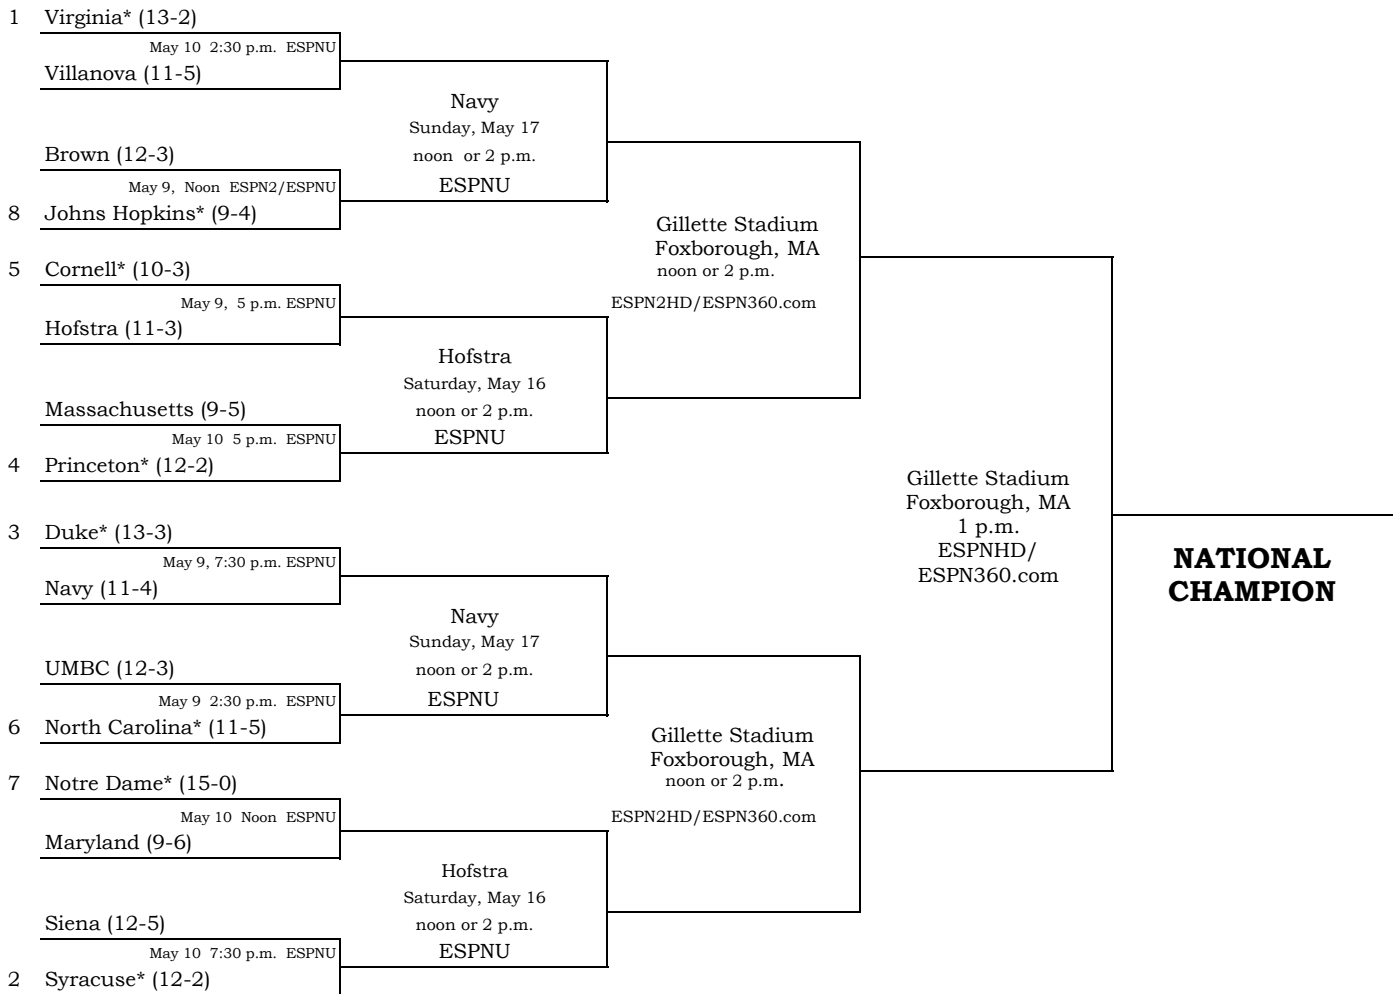 1 Virginia* (13-2)
May 10 2:30 p.m. ESPNU
Villanova (11-5)
Navy
Sunday, May 17
noon or 2 p.m.
ESPNU
Brown (12-3)
May 9, Noon ESPN2/ESPNU
8 Johns Hopkins* (9-4)
Gillette Stadium
Foxborough, MA
noon or 2 p.m.
ESPN2HD/ESPN360.com
5 Cornell* (10-3)
May 9, 5 p.m. ESPNU
Hofstra (11-3)
Hofstra
Saturday, May 16
noon or 2 p.m.
ESPNU
Massachusetts (9-5)
May 10 5 p.m. ESPNU
4 Princeton* (12-2)
Gillette Stadium
Foxborough, MA
1 p.m.
ESPNHD/
ESPN360.com
NATIONAL
CHAMPION
3 Duke* (13-3)
May 9, 7:30 p.m. ESPNU
Navy (11-4)
Navy
Sunday, May 17
noon or 2 p.m.
ESPNU
UMBC (12-3)
May 9 2:30 p.m. ESPNU
6 North Carolina* (11-5)
Gillette Stadium
Foxborough, MA
noon or 2 p.m.
ESPN2HD/ESPN360.com
7 Notre Dame* (15-0)
May 10 Noon ESPNU
Maryland (9-6)
Hofstra
Saturday, May 16
noon or 2 p.m.
ESPNU
Siena (12-5)
May 10 7:30 p.m. ESPNU
2 Syracuse* (12-2)